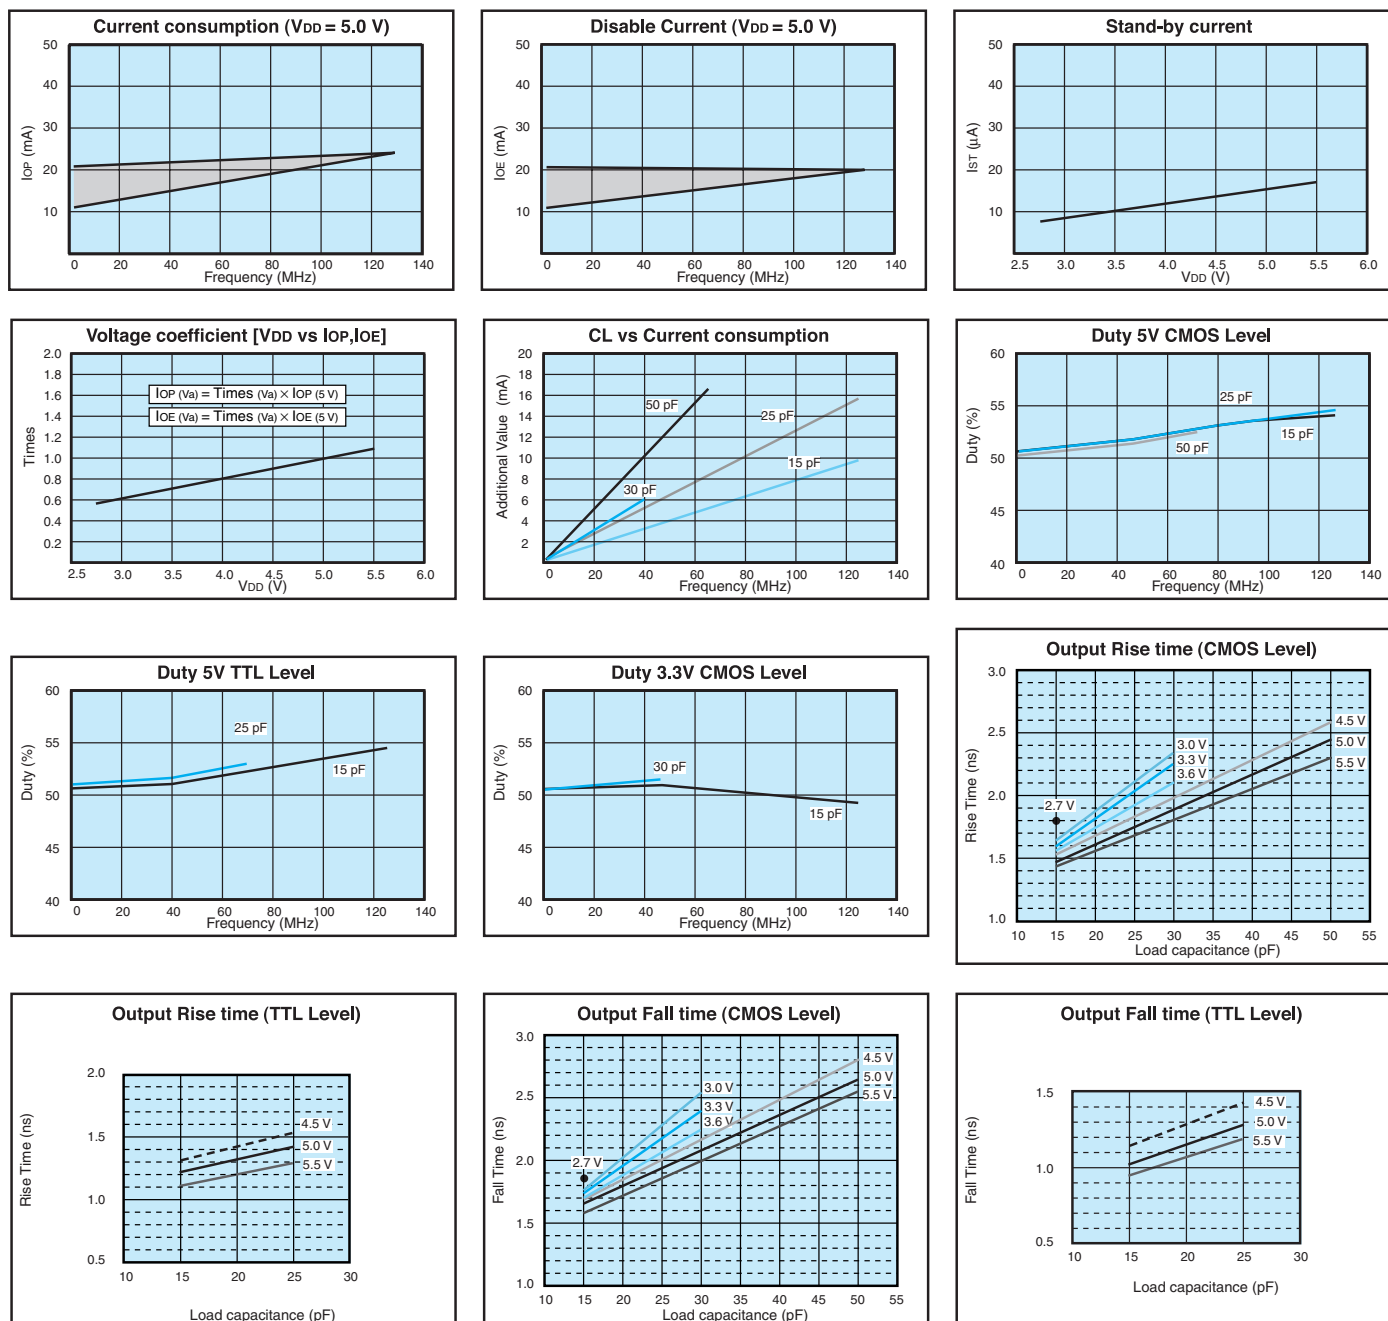 Current consumption (VDD = 5.0 V)
50
40
30
20
10
IOP (mA)
0 20 40 60 80 100 120 140
Frequency (MHz)
Disable Current (VDD = 5.0 V)
50
40
30
20
10
IOE (mA)
0 20 40 60 80 100 120 140
Frequency (MHz)
Stand-by current
50
40
30
20
10
IST (µA)
2.5 3.0 3.5 4.0 4.5 5.0 5.5 6.0
VDD (V)
Voltage coefficient [VDD vs IOP,IOE]
2.0
1.8
1.6
1.4
1.2
1.0
0.8
0.6
0.4
0.2
Times
IOP (Va) = Times (Va) × IOP (5 V)
IOE (Va) = Times (Va) × IOE (5 V)
2.5 3.0 3.5 4.0 4.5 5.0 5.5 6.0
VDD (V)
CL vs Current consumption
20
18
16
14
12
10
8
6
4
2
Additional Value (mA)
50 pF
25 pF
15 pF
30 pF
0 20 40 60 80 100 120 140
Frequency (MHz)
Duty 5V CMOS Level
60
55
50
45
40
Duty (%)
25 pF
15 pF
50 pF
0 20 40 60 80 100 120 140
Frequency (MHz)
Duty 5V TTL Level
60
55
50
45
40
Duty (%)
25 pF
15 pF
0 20 40 60 80 100 120 140
Frequency (MHz)
Duty 3.3V CMOS Level
60
55
50
45
40
Duty (%)
30 pF
15 pF
0 20 40 60 80 100 120 140
Frequency (MHz)
Output Rise time (CMOS Level)
3.0
2.5
2.0
1.5
1.0
Rise Time (ns)
4.5 V
5.0 V
5.5 V
3.0 V
3.3 V
3.6 V
2.7 V
10 15 20 25 30 35 40 45 50 55
Load capacitance (pF)
Output Rise time (TTL Level)
2.0
1.5
1.0
0.5
Rise Time (ns)
4.5 V
5.0 V
5.5 V
10 15 20 25 30
Load capacitance (pF)
Output Fall time (CMOS Level)
3.0
2.5
2.0
1.5
1.0
Fall Time (ns)
4.5 V
5.0 V
5.5 V
3.0 V
3.3 V
3.6 V
2.7 V
10 15 20 25 30 35 40 45 50 55
Load capacitance (pF)
Output Fall time (TTL Level)
1.5
1.0
0.5
Fall Time (ns)
4.5 V
5.0 V
5.5 V
10 15 20 25 30
Load capacitance (pF)